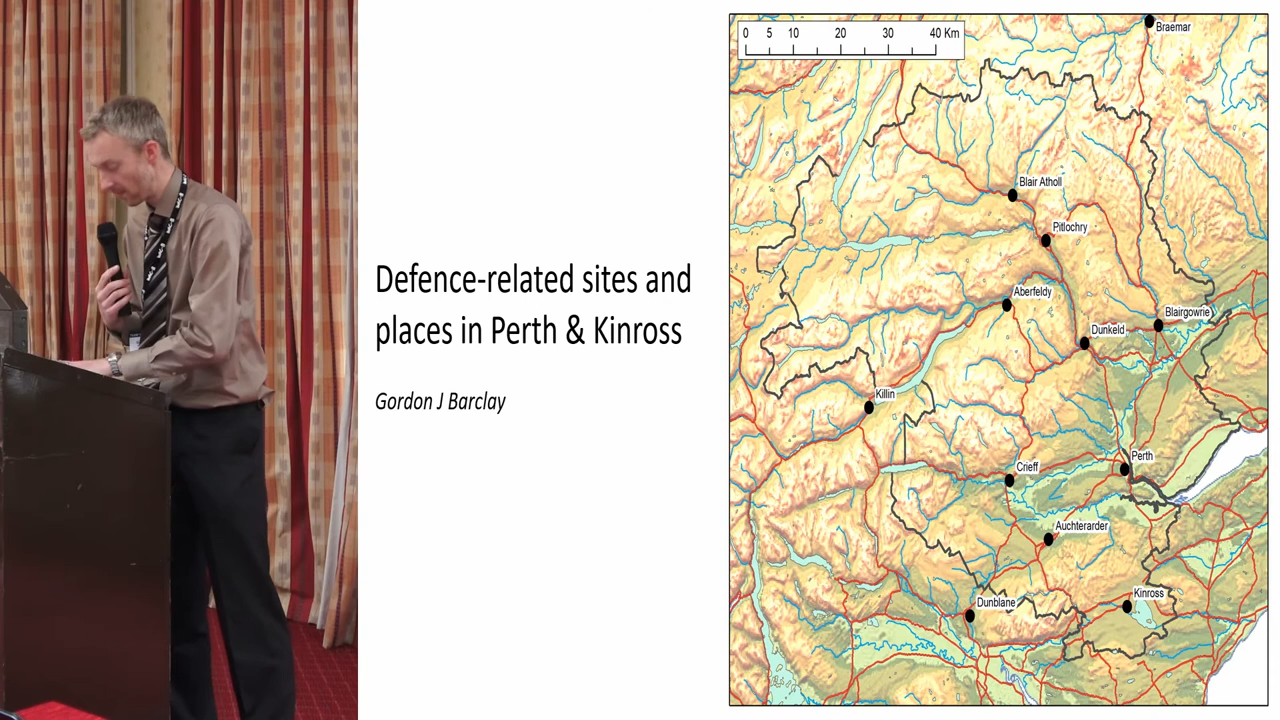 Defence-related sites and
places in Perth & Kinross
Gordon J Barclay
0 5 10 20 30 40 Km
Braemar
Blair Atholl
Pitlochry
Aberfeldy
Blairgowrie
Dunkeld
Killin
Perth
Crieff
Auchterarder
Kinross
Dunblane